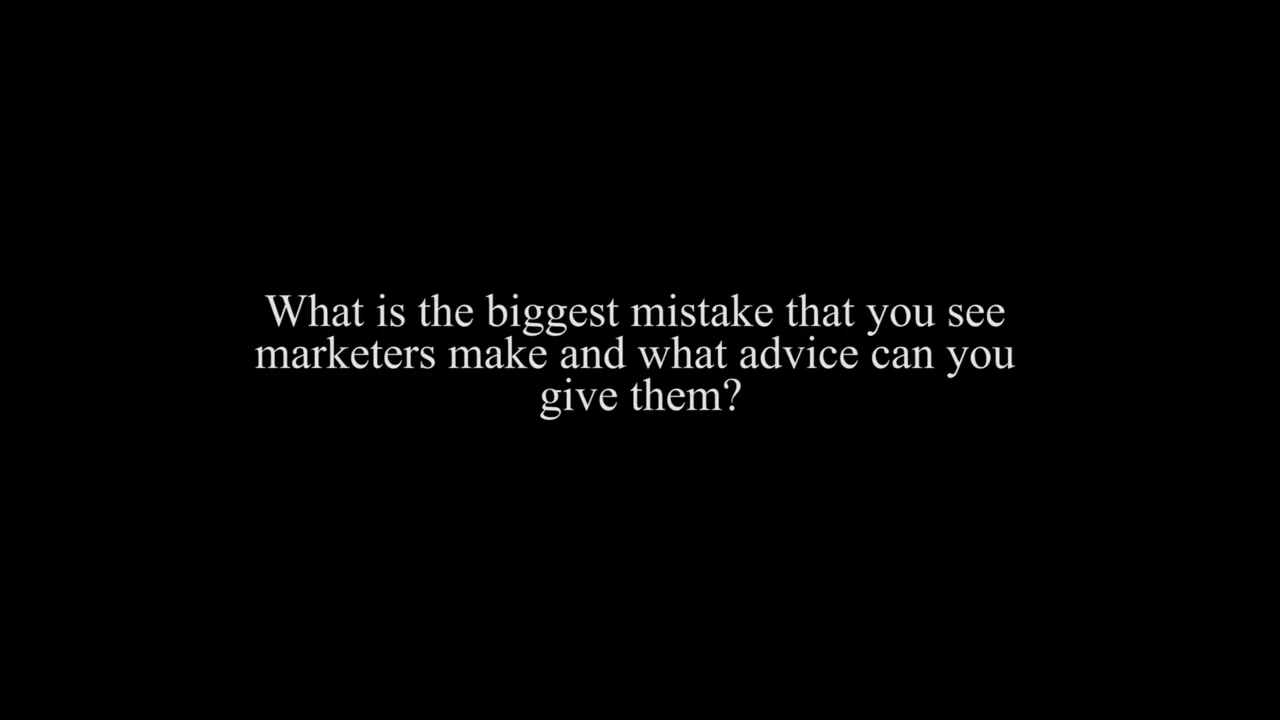 What is the biggest mistake that you see
marketers make and what advice can you
give them?